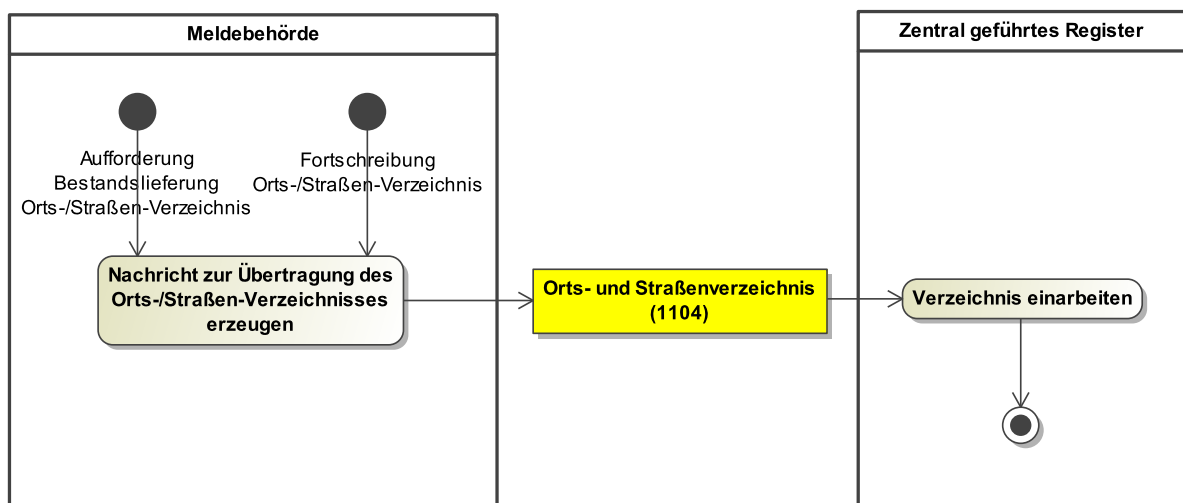 Meldebehörde
Zentral geführtes Register
Aufforderung
Bestandslieferung
Orts-/Straßen-Verzeichnis
Fortschreibung
Orts-/Straßen-Verzeichnis
Nachricht zur Übertragung des
Orts-/Straßen-Verzeichnisses
erzeugen
Orts- und Straßenverzeichnis
(1104)
Verzeichnis einarbeiten